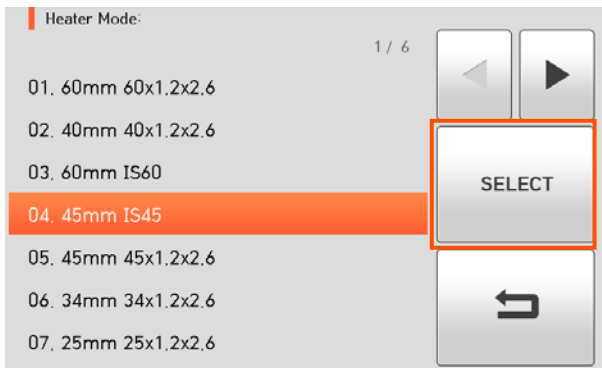 Heater Mode:
1 / 6
01. 60mm 60x1.2x2.6
02. 40mm 40x1.2x2.6
03. 60mm IS60
04. 45mm IS45
05. 45mm 45x1.2x2.6
06. 34mm 34x1.2x2.6
07. 25mm 25x1.2x2.6
SELECT